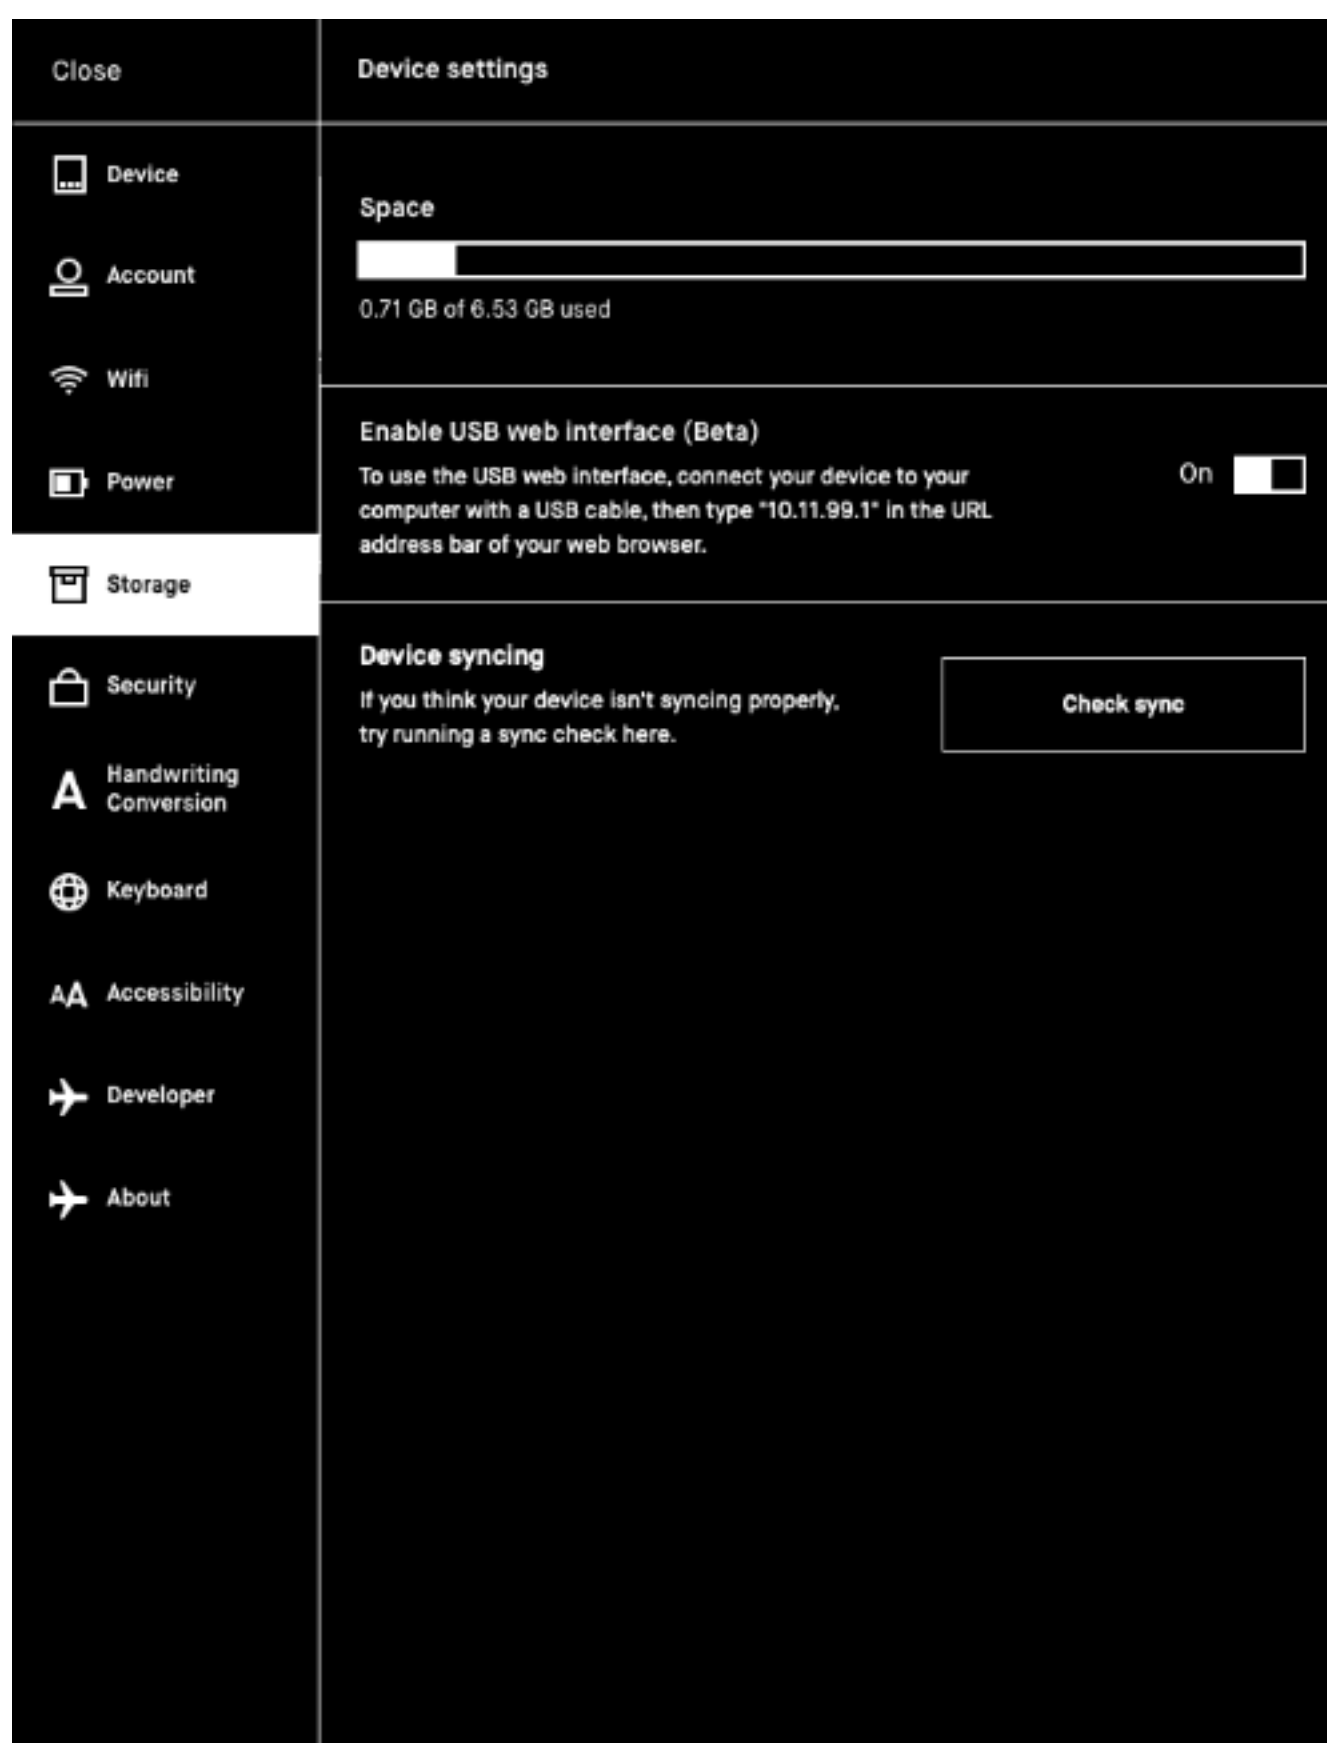 Close
Device settings
Device
Account
Wifi
Power
Storage
Security
Handwriting
Conversion
Keyboard
Accessibility
Developer
About
Space
0.71 GB of 6.53 GB used
Enable USB web interface (Beta)
To use the USB web interface, connect your device to your
computer with a USB cable, then type "10.11.99.1" in the URL
address bar of your web browser.
On
Device syncing
If you think your device isn't syncing properly,
try running a sync check here.
Check sync